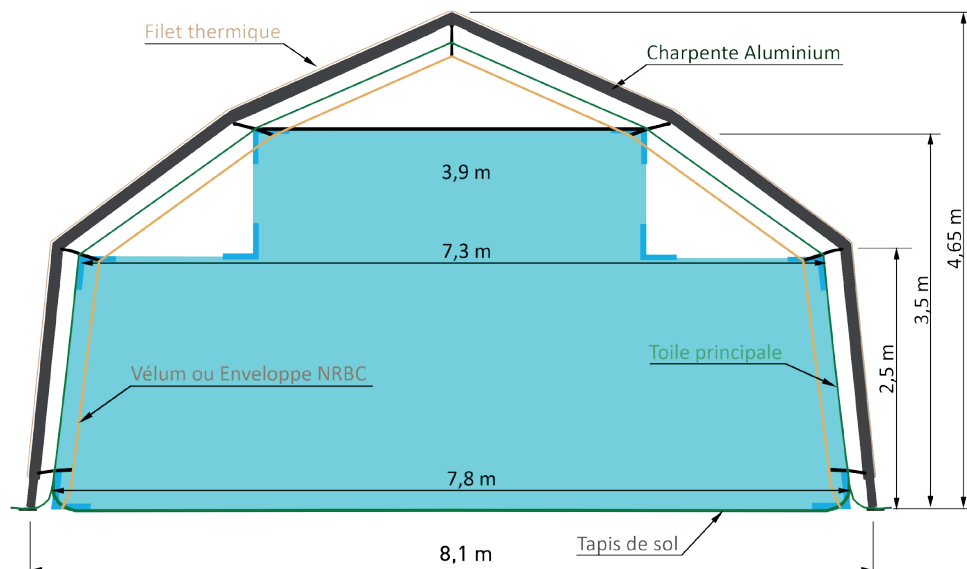 Filet thermique
Charpente Aluminium
3,9 m
7,3 m
4,65 m
3,5 m
2,5 m
Toile principale
Vélum ou Enveloppe NRBC
7,8 m
Tapis de sol
8,1 m